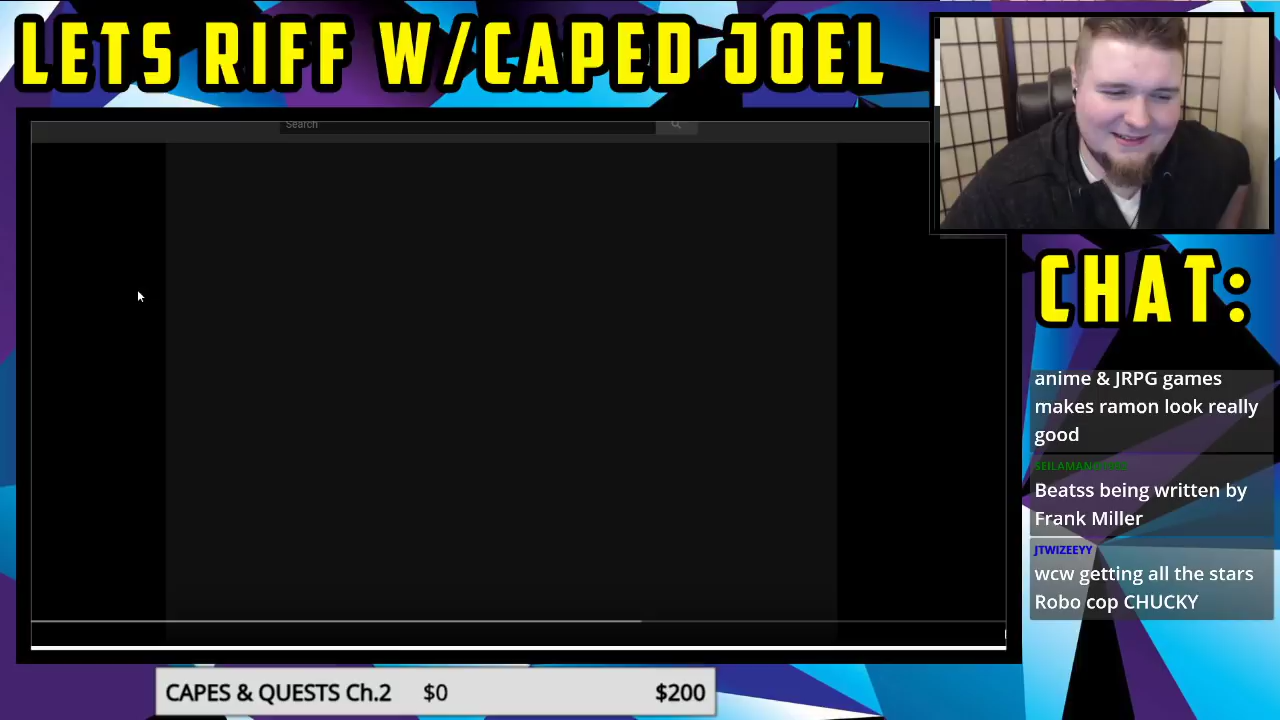 LETS RIFF W/CAPED JOEL
Search
CHAT:
anime & JRPG games
makes ramon look really
good
Beatss being written by
Frank Miller
JTWIZEEYY
wcw getting all the stars
Robo cop CHUCKY
CAPES & QUESTS Ch.2 $0 $200